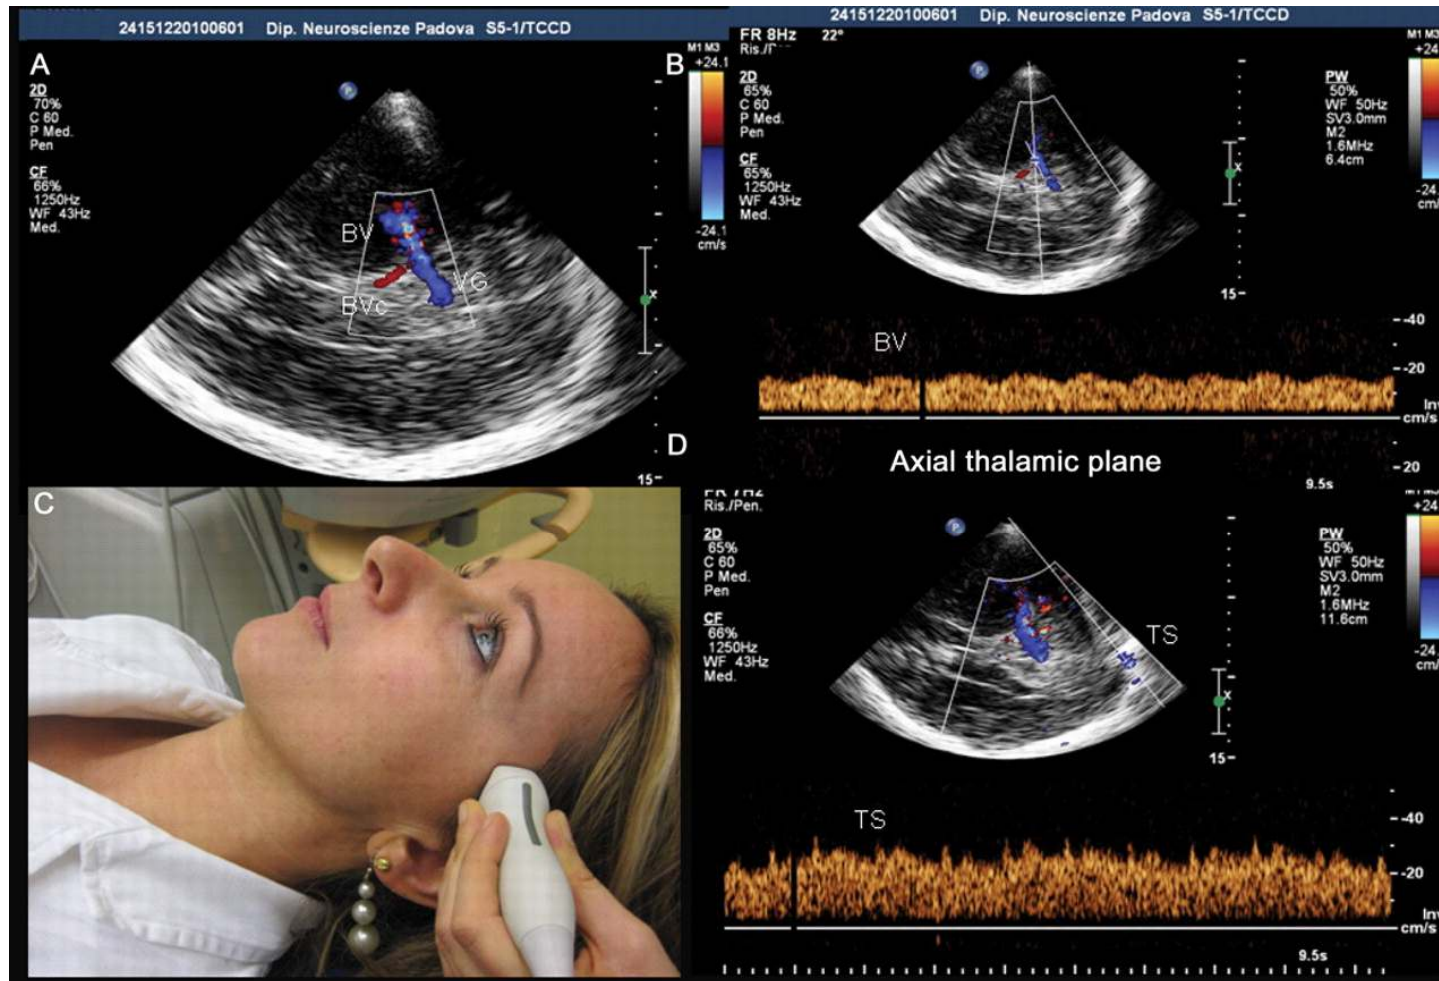 24151220100601 Dip. Neuroscienze Padova S5-1/TCCD
A
2D
70%
C 60
P Med.
Pen
CF
66%
1250Hz
WF 43Hz
Med.
BV
BVc
VG
M1 M3
+24.1
-24.1
cm/s
15
24151220100601 Dip. Neuroscienze Padova S5-1/TCCD
B
FR 8Hz 22°
2D
65%
C 60
P Med.
Pen
CF
65%
1250Hz
WF 43Hz
Med.
PW
50%
WF 50Hz
SV3.0mm
M2
1.6MHz
6.4cm
M1 M3
15
BV
-40
-20
cm/s
20
9.5s
C
D
Axial thalamic plane
Ris./Pen.
2D
65%
C 60
P Med.
Pen
CF
66%
1250Hz
WF 43Hz
Med.
PW
50%
WF 50Hz
SV3.0mm
M2
1.6MHz
11.6cm
TS
15
TS
-40
-20
cm/s
9.5s